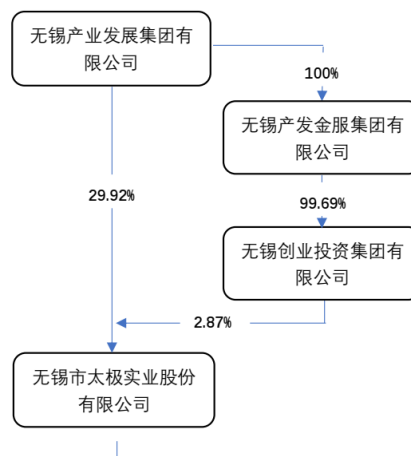 无锡产业发展集团有
限公司
100%
无锡产发金服集团有
限公司
29.92%
99.69%
无锡创业投资集团有
限公司
2.87%
无锡市太极实业股份
有限公司